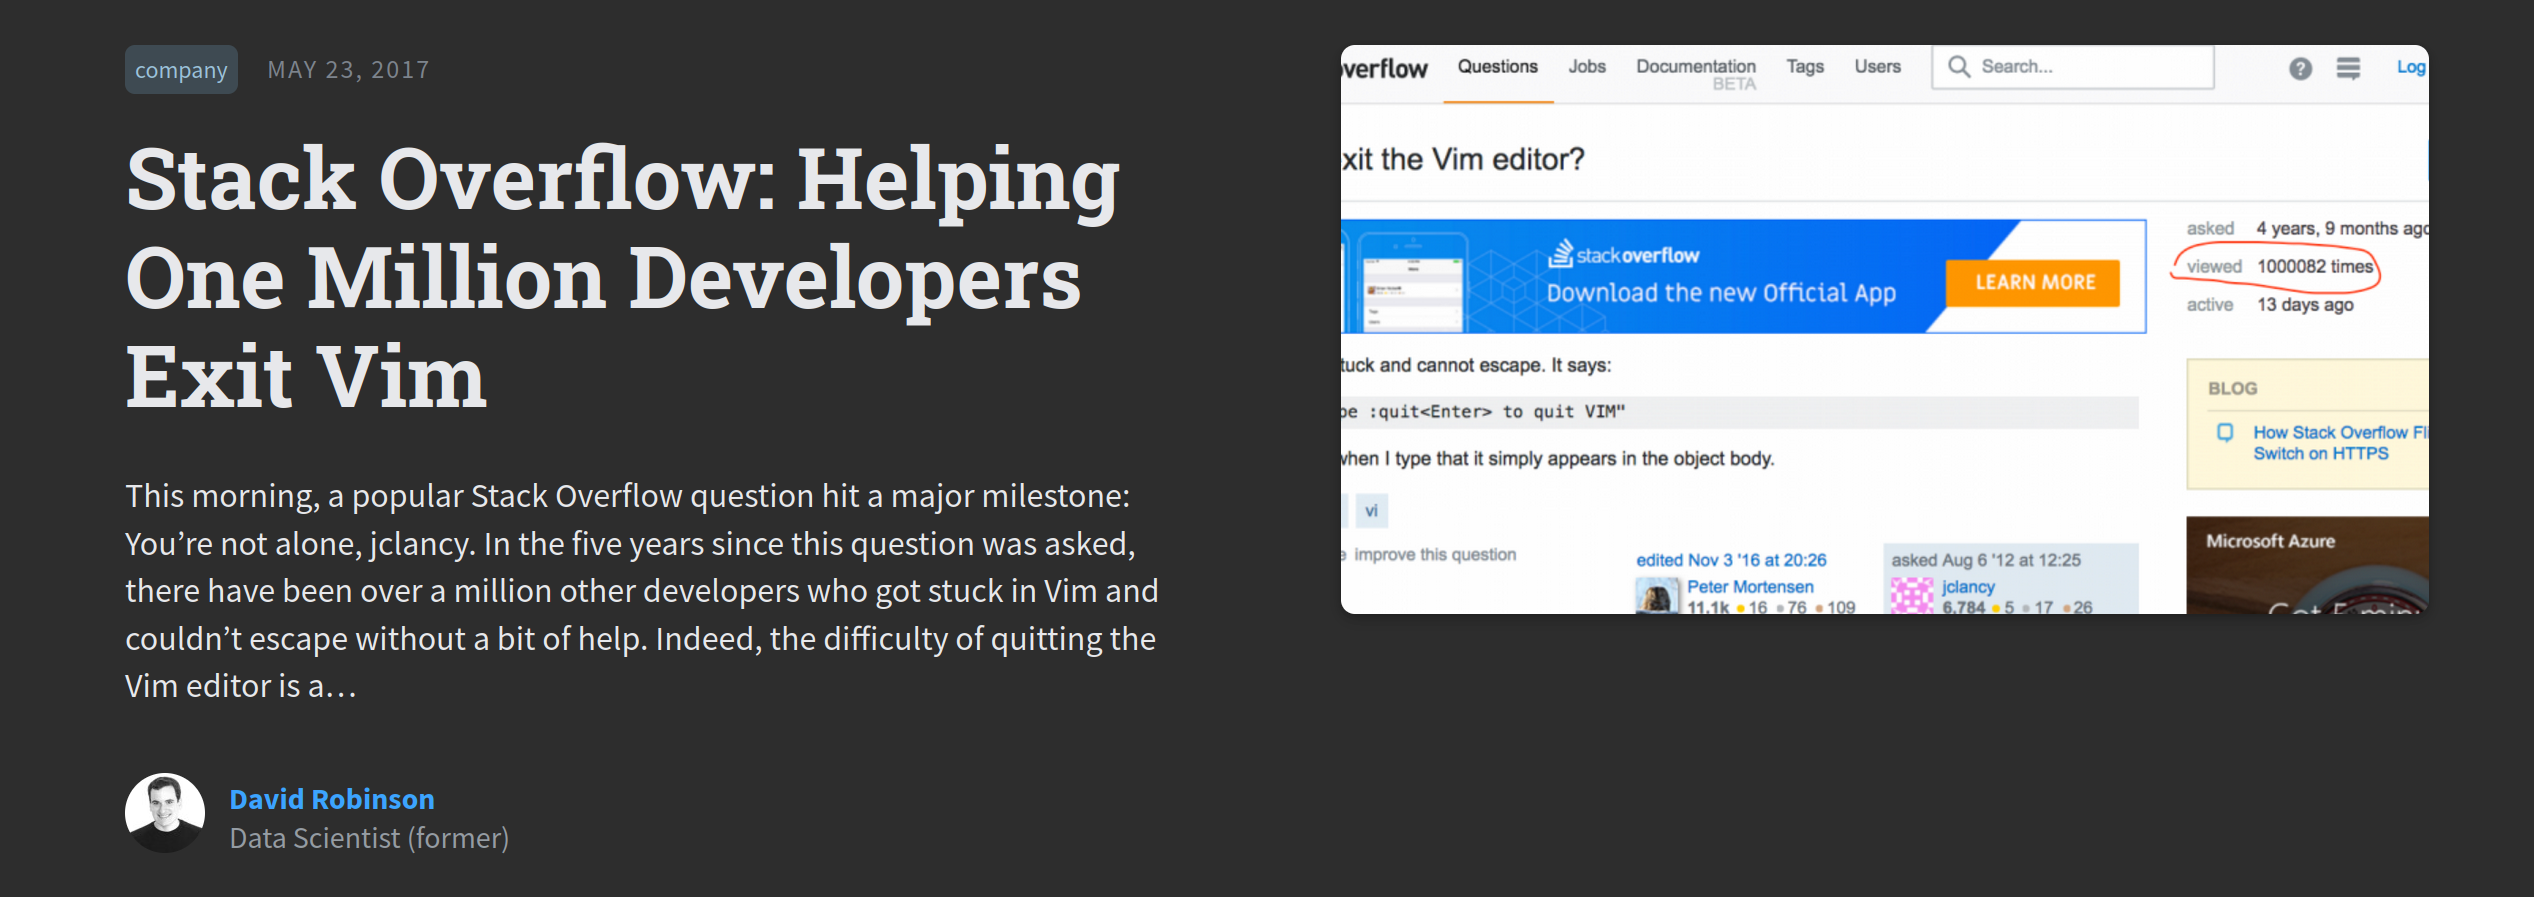 company MAY 23, 2017
Stack Overflow: Helping
One Million Developers
Exit Vim
This morning, a popular Stack Overflow question hit a major milestone:
You’re not alone, jclancy. In the five years since this question was asked,
there have been over a million other developers who got stuck in Vim and
couldn’t escape without a bit of help. Indeed, the difficulty of quitting the
Vim editor is a…
David Robinson
Data Scientist (former)
verflow Questions Jobs Documentation Tags Users Search... ? Log
BETA
xit the Vim editor?
stackoverflow
Download the new Official App
LEARN MORE
asked 4 years, 9 months ago
viewed 1000082 times
active 13 days ago
tuck and cannot escape. It says:
pe :quit<Enter> to quit VIM"
when I type that it simply appears in the object body.
vi
e improve this question
edited Nov 3 '16 at 20:26
Peter Mortensen
11.1k 16 76 109
asked Aug 6 '12 at 12:25
jclancy
6,784 5 17 26
BLOG
How Stack Overflow Fli
Switch on HTTPS
Microsoft Azure